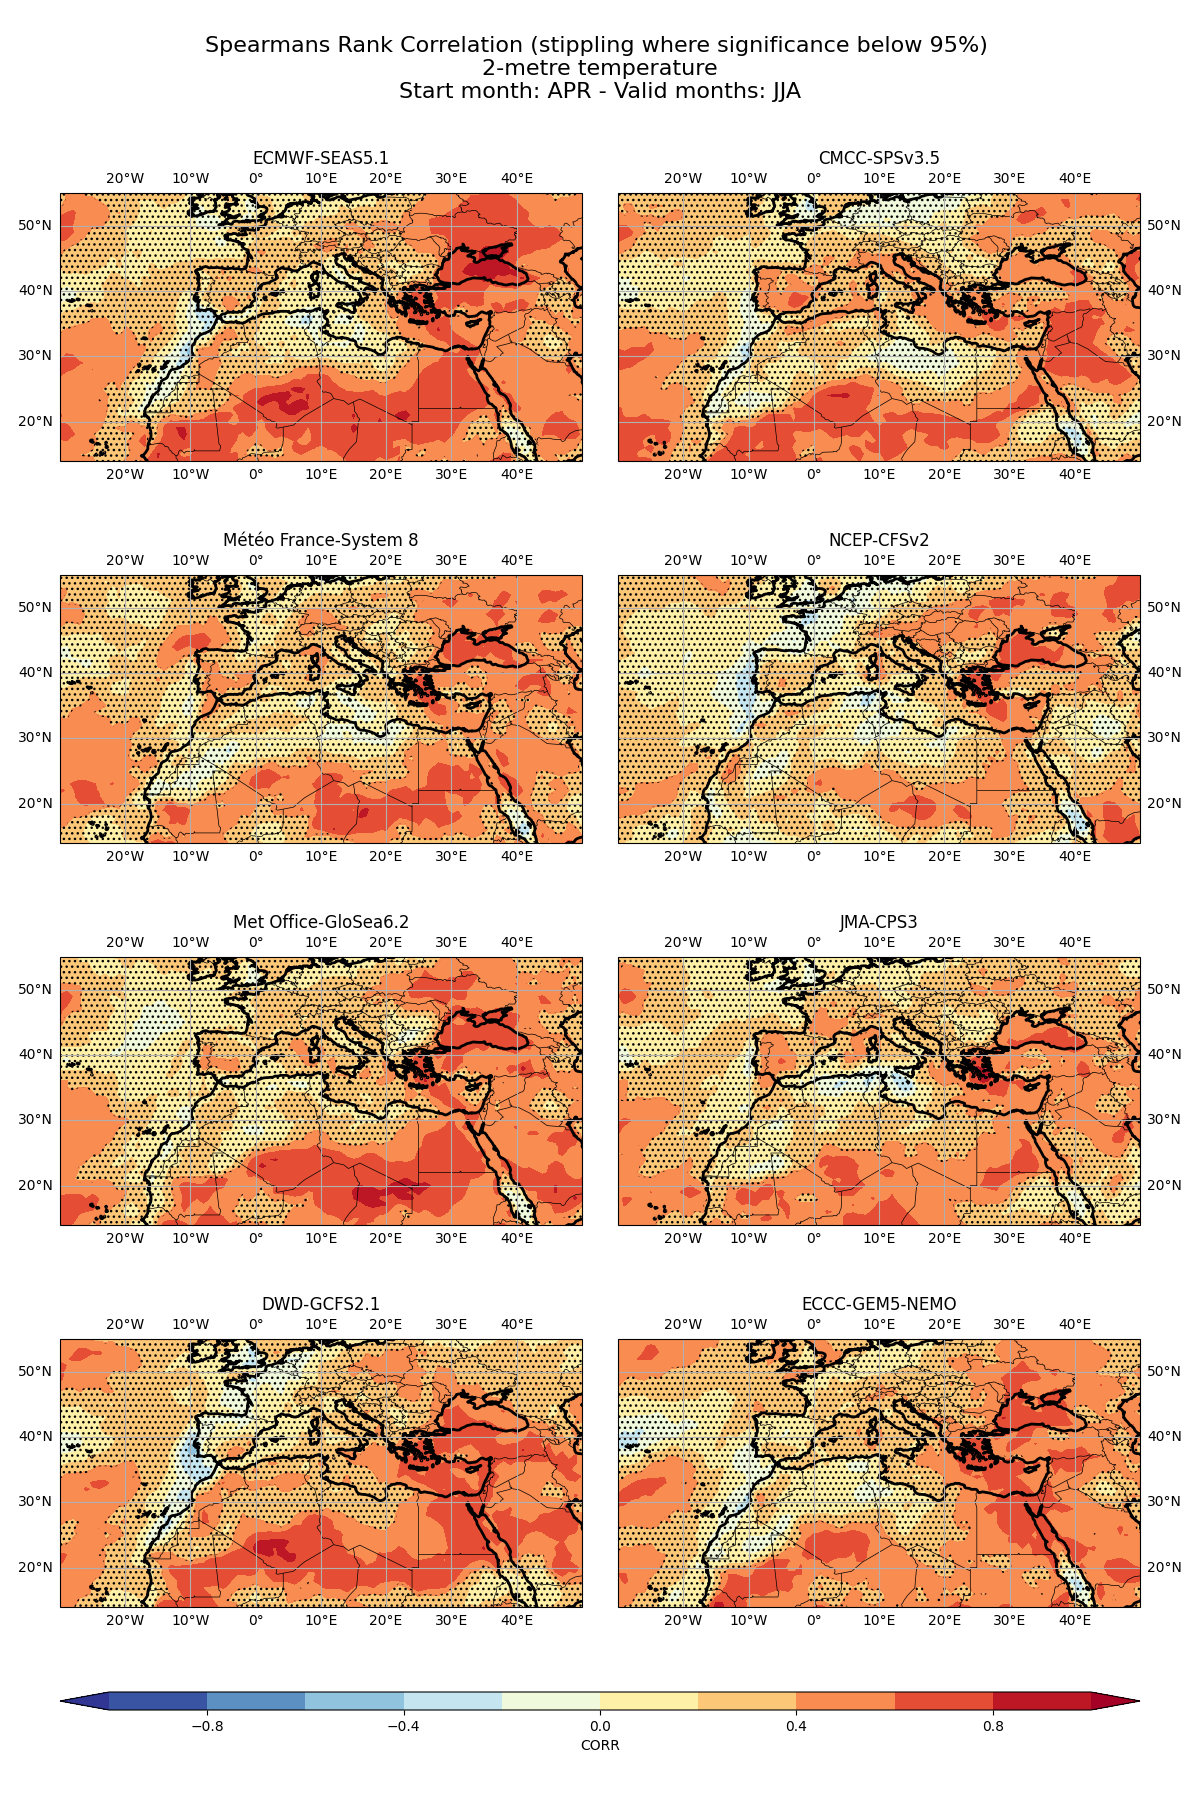 Spearmans Rank Correlation (stippling where significance below 95%)
2-metre temperature
Start month: APR - Valid months: JJA
ECMWF-SEAS5.1
CMCC-SPSv3.5
20°W 10°W 0° 10°E 20°E 30°E 40°E
20°W 10°W 0° 10°E 20°E 30°E 40°E
50°N
50°N
40°N
40°N
30°N
30°N
20°N
20°N
20°W 10°W 0° 10°E 20°E 30°E 40°E
20°W 10°W 0° 10°E 20°E 30°E 40°E
Météo France-System 8
NCEP-CFSv2
20°W 10°W 0° 10°E 20°E 30°E 40°E
20°W 10°W 0° 10°E 20°E 30°E 40°E
50°N
50°N
40°N
40°N
30°N
30°N
20°N
20°N
20°W 10°W 0° 10°E 20°E 30°E 40°E
20°W 10°W 0° 10°E 20°E 30°E 40°E
Met Office-GloSea6.2
JMA-CPS3
20°W 10°W 0° 10°E 20°E 30°E 40°E
20°W 10°W 0° 10°E 20°E 30°E 40°E
50°N
50°N
40°N
40°N
30°N
30°N
20°N
20°N
20°W 10°W 0° 10°E 20°E 30°E 40°E
20°W 10°W 0° 10°E 20°E 30°E 40°E
DWD-GCFS2.1
ECCC-GEM5-NEMO
20°W 10°W 0° 10°E 20°E 30°E 40°E
20°W 10°W 0° 10°E 20°E 30°E 40°E
50°N
50°N
40°N
40°N
30°N
30°N
20°N
20°N
20°W 10°W 0° 10°E 20°E 30°E 40°E
20°W 10°W 0° 10°E 20°E 30°E 40°E
−0.8 −0.4 0.0 0.4 0.8
CORR